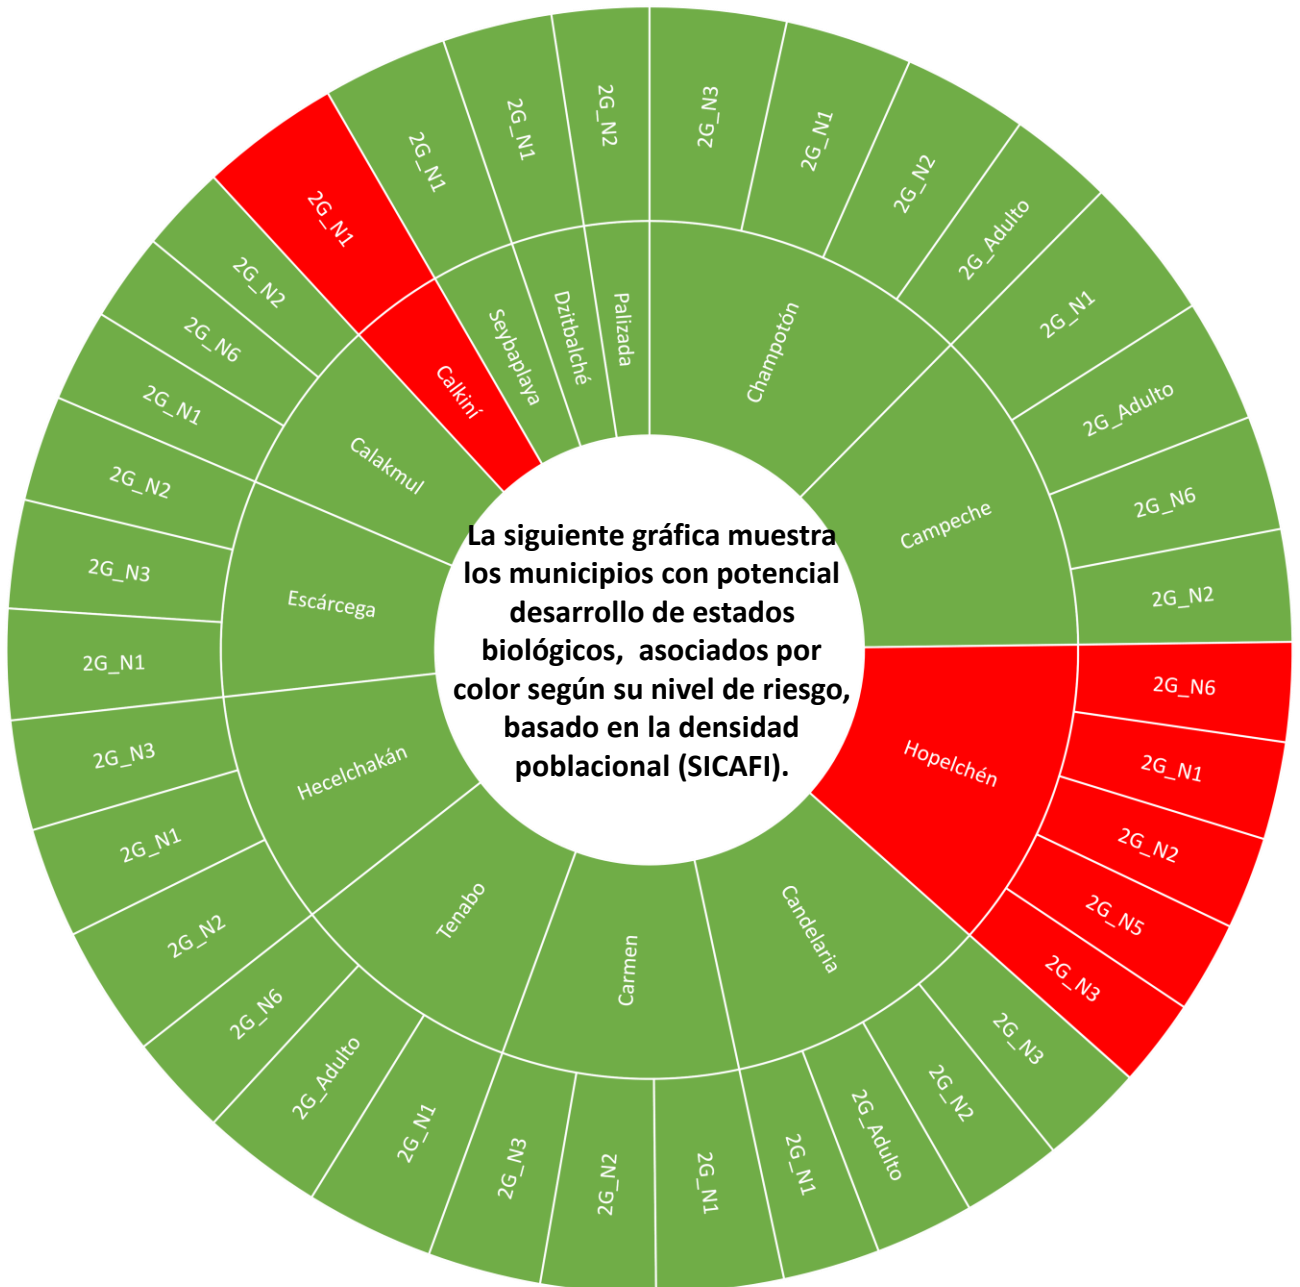 La siguiente gráfica muestra
los municipios con potencial
desarrollo de estados
biológicos, asociados por
color según su nivel de riesgo,
basado en la densidad
poblacional (SICAFI).
Champotón
2G_N3
2G_N1
2G_N2
2G_Adulto
Campeche
2G_N1
2G_Adulto
2G_N6
2G_N2
Hopelchén
2G_N6
2G_N1
2G_N2
2G_N5
2G_N3
Candelaria
2G_N3
2G_N2
2G_Adulto
2G_N1
Carmen
2G_N1
2G_N2
2G_N3
Tenabo
2G_N1
2G_Adulto
2G_N6
Hecelchakán
2G_N2
2G_N1
2G_N3
Escárcega
2G_N1
2G_N3
2G_N2
Calakmul
2G_N1
2G_N6
2G_N2
Calkiní
2G_N1
Seybaplaya
2G_N1
Dzitbalché
2G_N1
Palizada
2G_N2